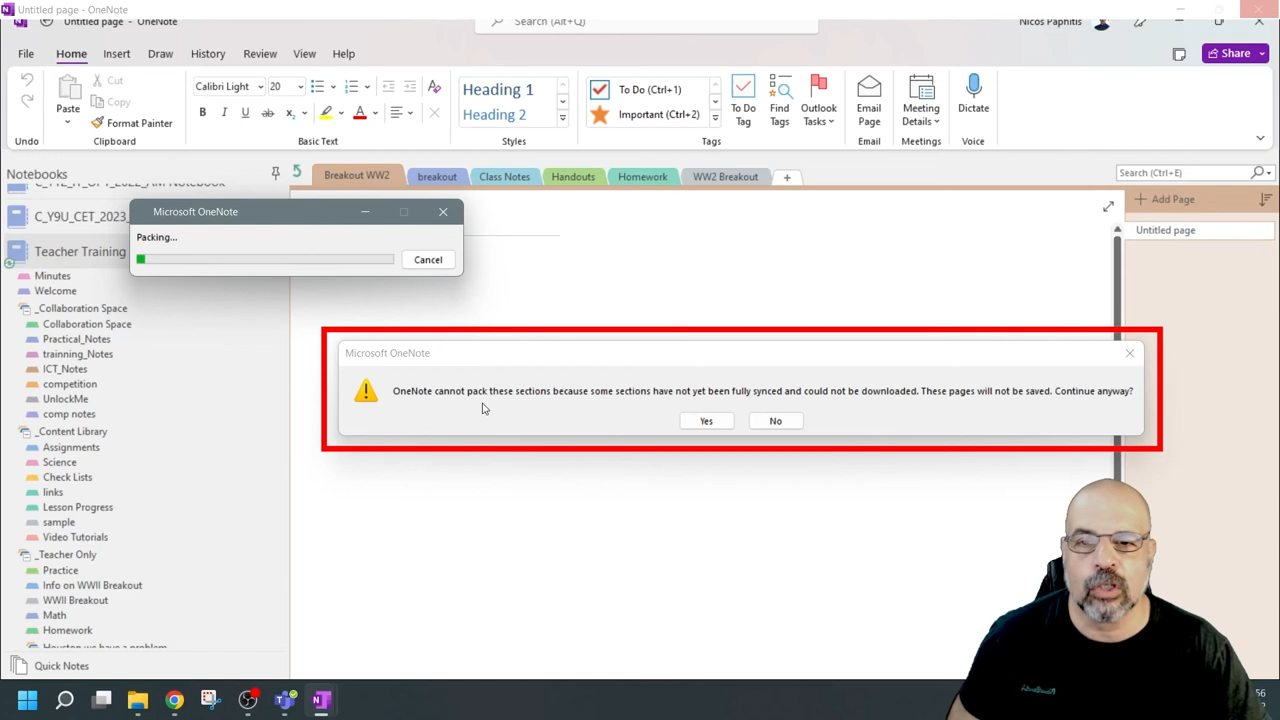 Untitled page - OneNote
Untitled page - OneNote
Search (Alt+Q)
Nicos Paphitis
File Home Insert Draw History Review View Help
Share
Paste
Cut
Copy
Format Painter
Undo
Clipboard
Calibri Light 20
B I U ab x
A
Basic Text
Heading 1
Heading 2
Styles
To Do (Ctrl+1)
Important (Ctrl+2)
To Do
Tag
Find
Tags
Outlook
Tasks
Tags
Email
Page
Email
Meeting
Details
Meetings
Dictate
Voice
Notebooks
Breakout WW2 breakout Class Notes Handouts Homework WW2 Breakout +
Search (Ctrl+E)
Add Page
Untitled page
C_Y9U_CET_2023_
Teacher Training
Minutes
Welcome
_Collaboration Space
Collaboration Space
Practical_Notes
trainning_Notes
ICT_Notes
competition
UnlockMe
comp notes
_Content Library
Assignments
Science
Check Lists
links
Lesson Progress
sample
Video Tutorials
_Teacher Only
Practice
Info on WWII Breakout
WWII Breakout
Math
Homework
Houston we have a problem
Quick Notes
Microsoft OneNote
Packing...
Cancel
Microsoft OneNote
OneNote cannot pack these sections because some sections have not yet been fully synced and could not be downloaded. These pages will not be saved. Continue anyway?
Yes No
56